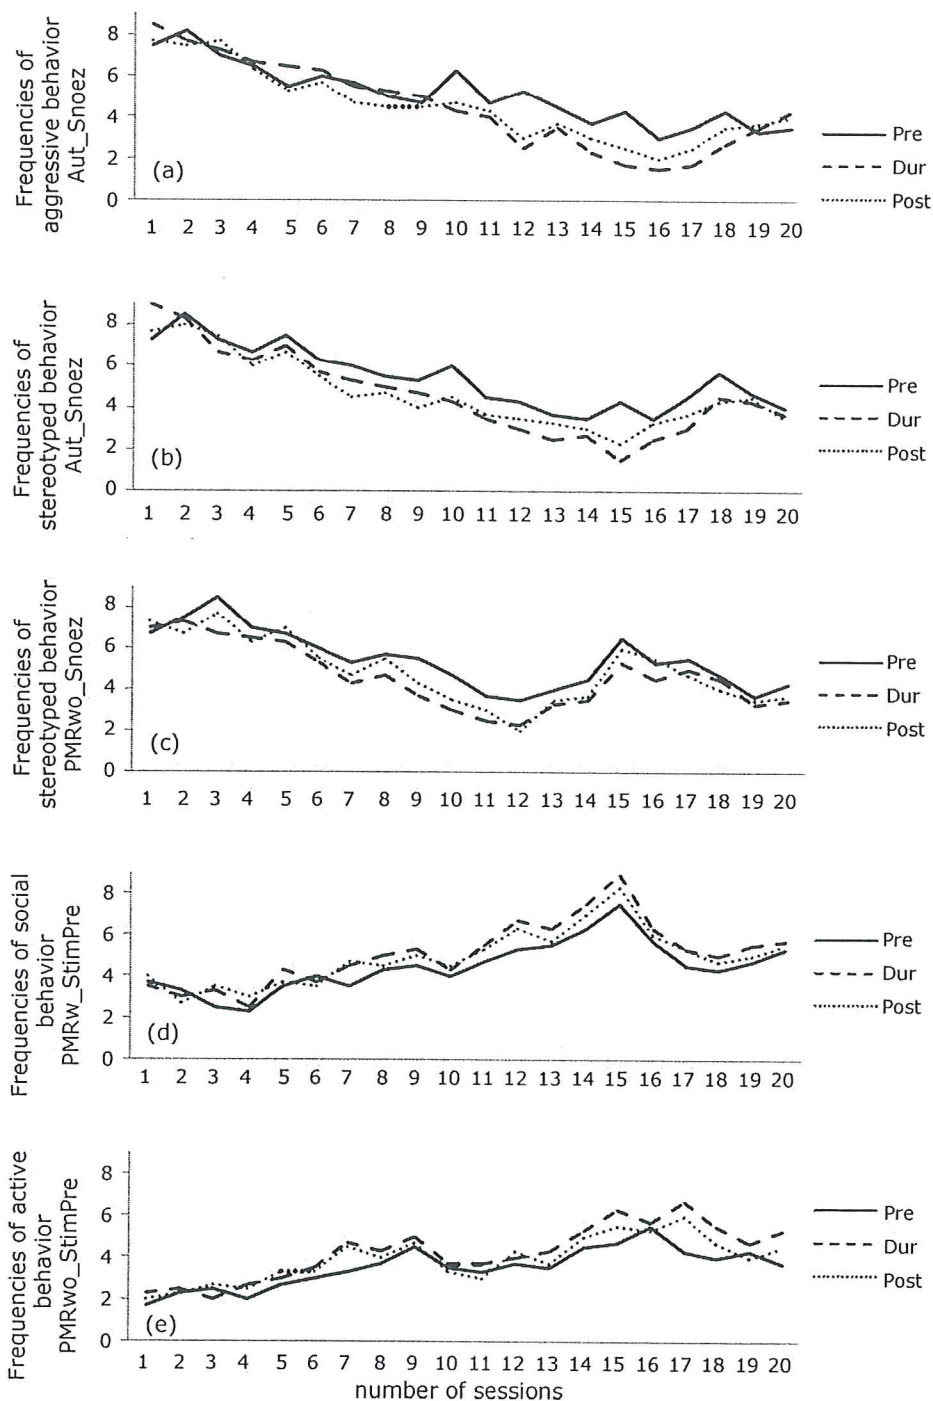 Frequencies of
aggressive behavior
Aut_Snoez
8
6
4
2
0
(a)
1 2 3 4 5 6 7 8 9 10 11 12 13 14 15 16 17 18 19 20
Pre
Dur
Post
Frequencies of
stereotyped behavior
Aut_Snoez
8
6
4
2
0
(b)
1 2 3 4 5 6 7 8 9 10 11 12 13 14 15 16 17 18 19 20
Pre
Dur
Post
Frequencies of
stereotyped behavior
PMRwo_Snoez
8
6
4
2
0
(c)
1 2 3 4 5 6 7 8 9 10 11 12 13 14 15 16 17 18 19 20
Pre
Dur
Post
Frequencies of social
behavior
PMRw_StimPre
8
6
4
2
0
(d)
1 2 3 4 5 6 7 8 9 10 11 12 13 14 15 16 17 18 19 20
Pre
Dur
Post
Frequencies of active
behavior
PMRwo_StimPre
8
6
4
2
0
(e)
1 2 3 4 5 6 7 8 9 10 11 12 13 14 15 16 17 18 19 20
number of sessions
Pre
Dur
Post